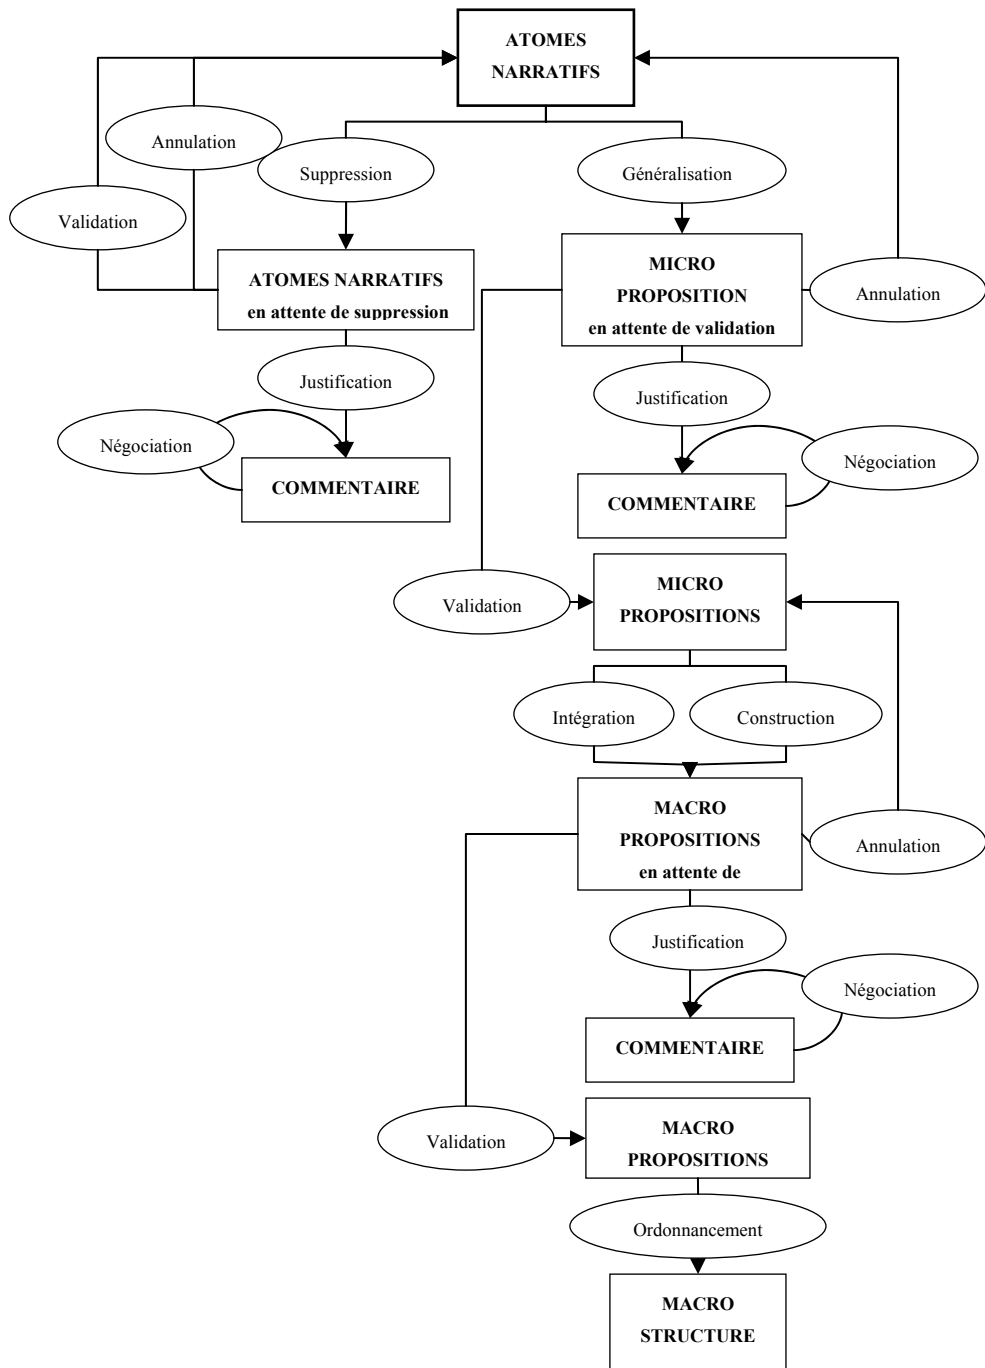 ATOMES
NARRATIFS
Annulation
Suppression
Généralisation
Validation
ATOMES NARRATIFS
en attente de suppression
MICRO
PROPOSITION
en attente de validation
Annulation
Justification
Justification
Négociation
Négociation
COMMENTAIRE
COMMENTAIRE
Validation
MICRO
PROPOSITIONS
Intégration
Construction
MACRO
PROPOSITIONS
en attente de
Annulation
Justification
Négociation
COMMENTAIRE
Validation
MACRO
PROPOSITIONS
Ordonnancement
MACRO
STRUCTURE